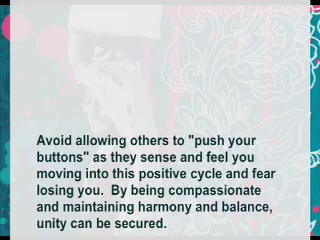 Avoid allowing others to "push your
buttons" as they sense and feel you
moving into this positive cycle and fear
losing you.  By being compassionate
and maintaining harmony and balance,
unity can be secured.